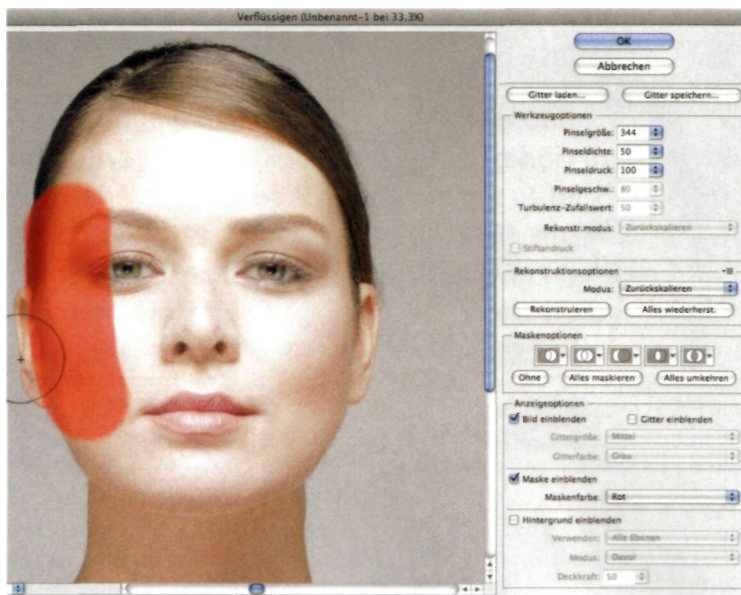 Verflüssigen (Unbenannt-1 bei 33,3%)
OK
Abbrechen
Gitter laden...
Gitter speichern...
Werkzeugoptionen
Pinselgröße: 344
Pinseldichte: 50
Pinseldruck: 100
Pinselgeschw.: 80
Turbulenz-Zufallswert: 50
Rekonstr.modus: Zurückskalieren
Stiftandruck
Rekonstruktionsoptionen
Modus: Zurückskalieren
Rekonstruieren
Alles wiederherst.
Maskenoptionen
Ohne
Alles maskieren
Alles umkehren
Anzeigeoptionen
Bild einblenden
Gitter einblenden
Gittergröße: Mittel
Gitterfarbe: Grau
Maske einblenden
Maskenfarbe: Rot
Hintergrund einblenden
Verwenden: Alle Ebenen
Modus: Davor
Deckkraft: 50